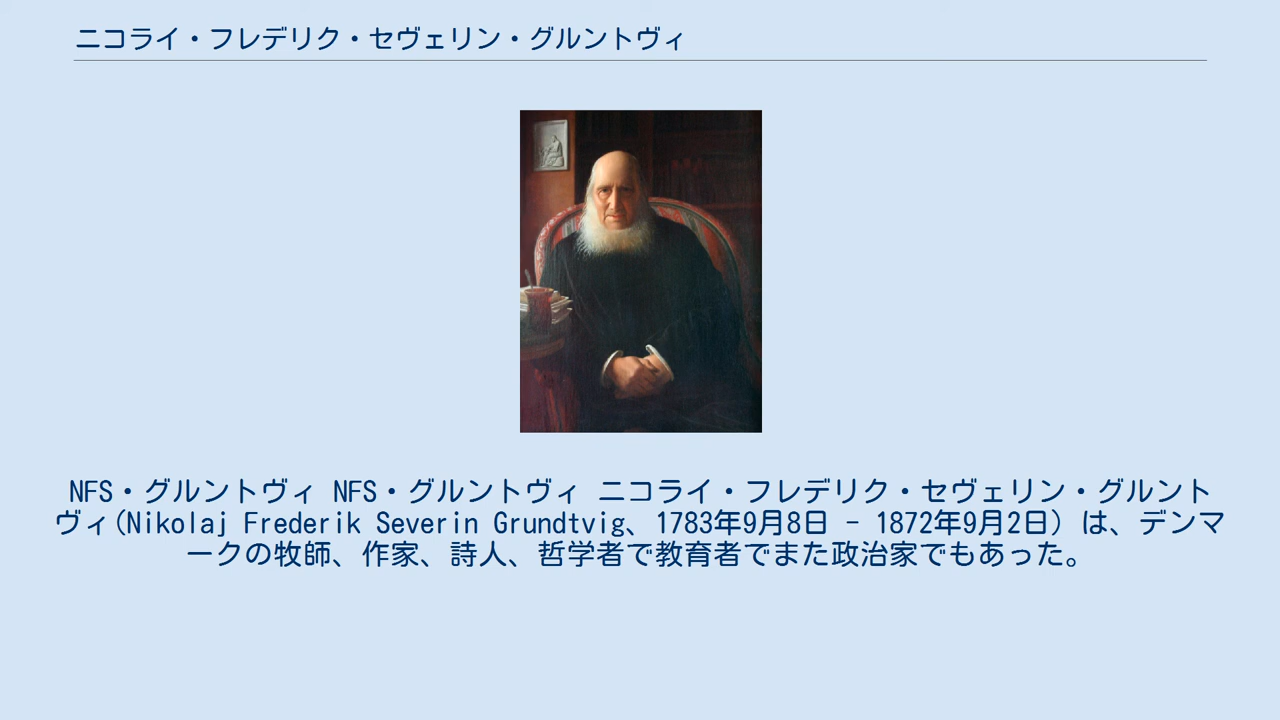 ニコライ・フレデリク・セヴェリン・グルントヴィ
NFS・グルントヴィ NFS・グルントヴィ ニコライ・フレデリク・セヴェリン・グルント
ヴィ(Nikolaj Frederik Severin Grundtvig、1783年9月8日 - 1872年9月2日) は、デンマ
ークの牧師、作家、詩人、哲学者で教育者でまた政治家でもあった。